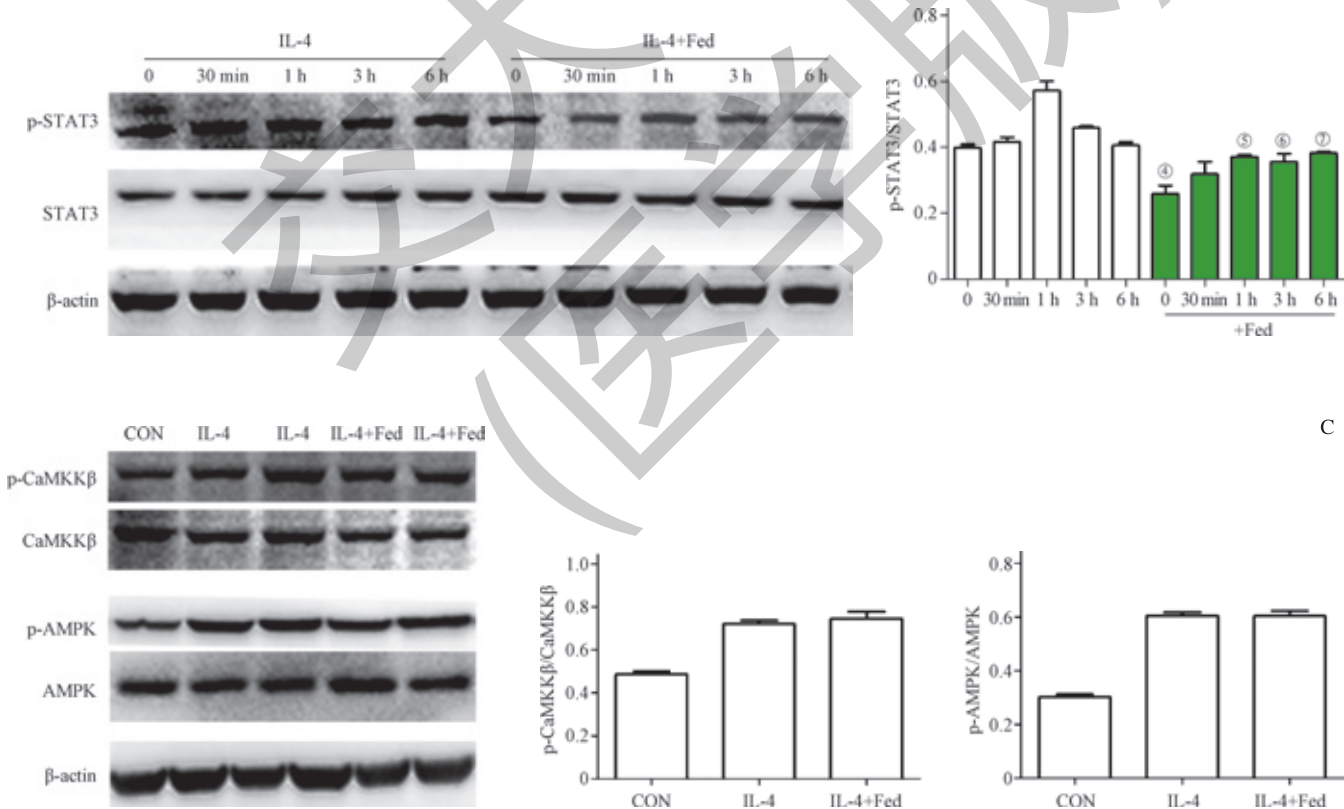 IL-4 IL-4+Fed
0 30 min 1 h 3 h 6 h 0 30 min 1 h 3 h 6 h
p-STAT3
STAT3
β-actin
p-STAT3/STAT3
0.8
0.6
0.4
0.2
0
④ ⑤ ⑥ ⑦
0 30 min 1 h 3 h 6 h 0 30 min 1 h 3 h 6 h
+Fed
C
CON IL-4 IL-4 IL-4+Fed IL-4+Fed
p-CaMKKβ
CaMKKβ
p-AMPK
AMPK
β-actin
p-CaMKKβ/CaMKKβ
1.0
0.8
0.6
0.4
0.2
0
CON IL-4 IL-4+Fed
p-AMPK/AMPK
0.8
0.6
0.4
0.2
0
CON IL-4 IL-4+Fed
交大
(医学版